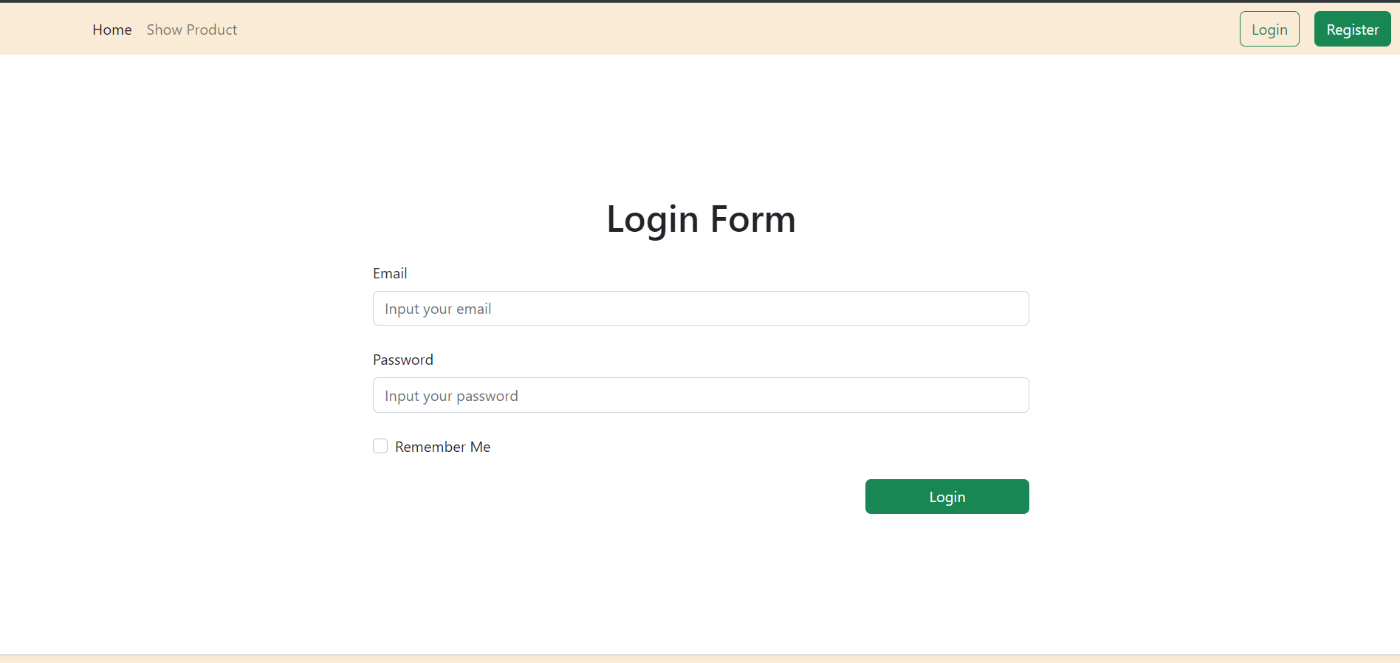 Home Show Product Login Register
Login Form
Email
Input your email
Password
Input your password
Remember Me
Login